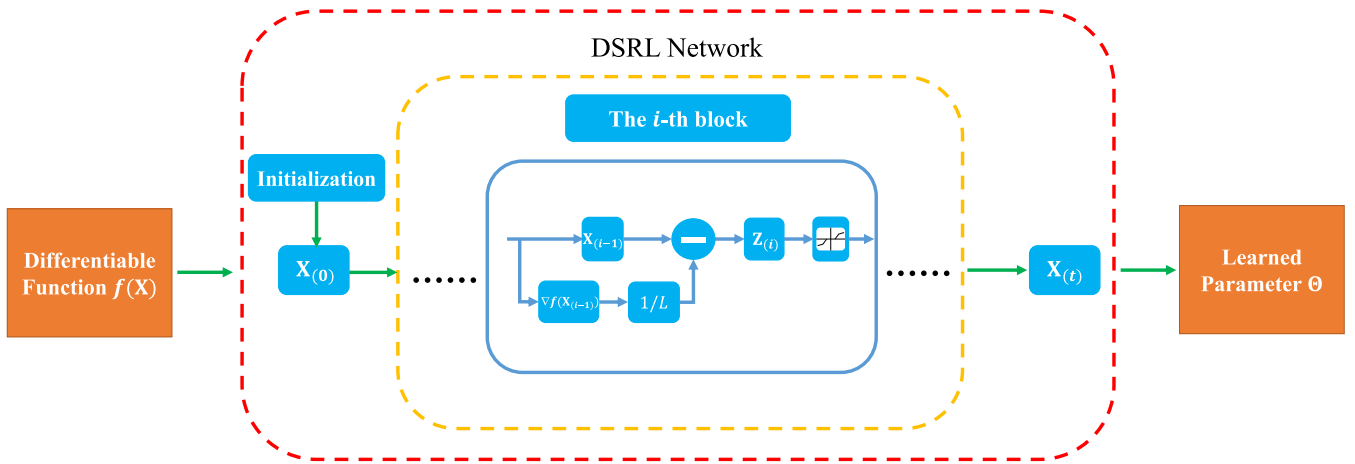 DSRL Network
The i-th block
Initialization
Differentiable
Function f(X)
X(0)
......
X(i−1)
Z(i)
∇f(X(i−1))
1/L
......
X(t)
Learned
Parameter Θ